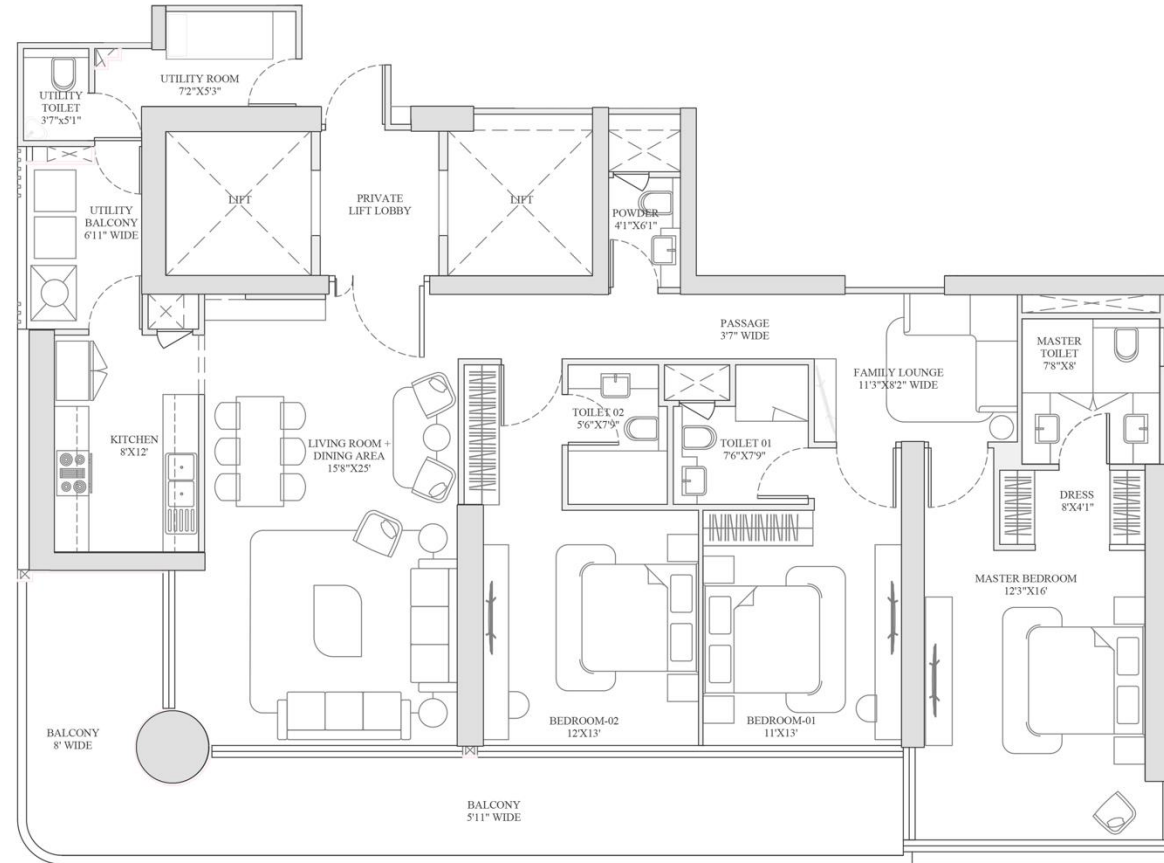 UTILITY ROOM
7'2"X5'3"
UTILITY
TOILET
3'7"x5'1"
UTILITY
BALCONY
6'11" WIDE
LIFT
PRIVATE
LIFT LOBBY
LIFT
POWDER
4'1"X6'1"
PASSAGE
3'7" WIDE
FAMILY LOUNGE
11'3"X8'2" WIDE
MASTER
TOILET
7'8"X8'
TOILET 02
5'6"X7'9"
TOILET 01
7'6"X7'9"
KITCHEN
8'X12'
LIVING ROOM +
DINING AREA
15'8"X25'
DRESS
8'X4'1"
MASTER BEDROOM
12'3"X16'
BEDROOM-02
12'X13'
BEDROOM-01
11'X13'
BALCONY
8' WIDE
BALCONY
5'11" WIDE